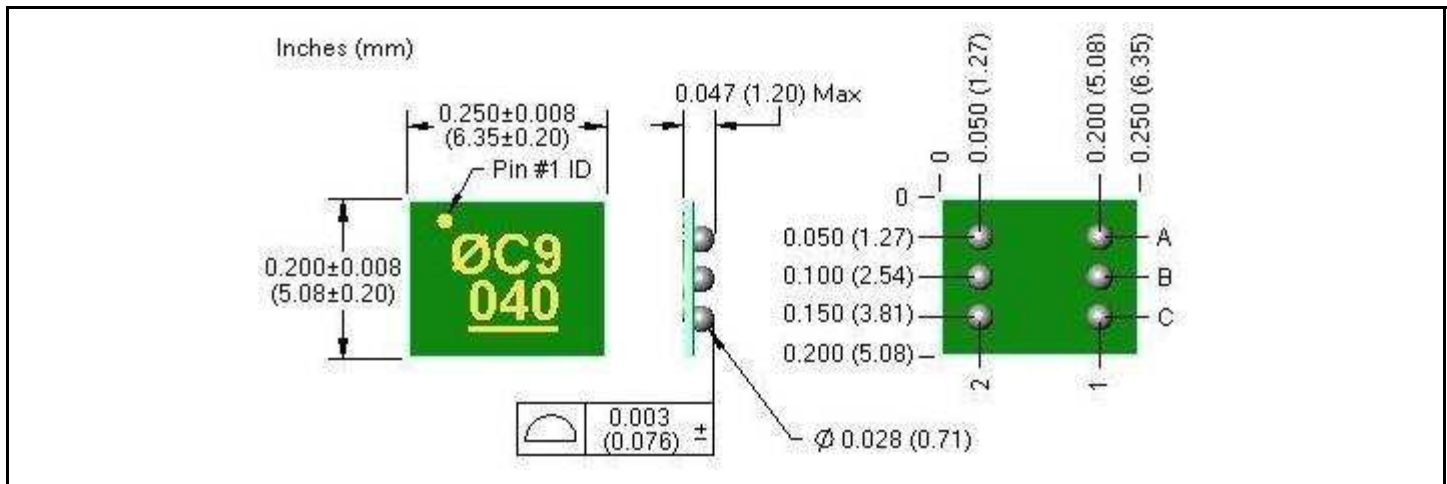 Inches (mm)
0.250±0.008
(6.35±0.20)
Pin #1 ID
0.200±0.008
(5.08±0.20)
ØC9
040
0.047 (1.20) Max
0.003
(0.076) ±
Ø 0.028 (0.71)
0
0.050 (1.27)
0.200 (5.08)
0.250 (6.35)
0
0.050 (1.27)
0.100 (2.54)
0.150 (3.81)
0.200 (5.08)
A
B
C
2
1